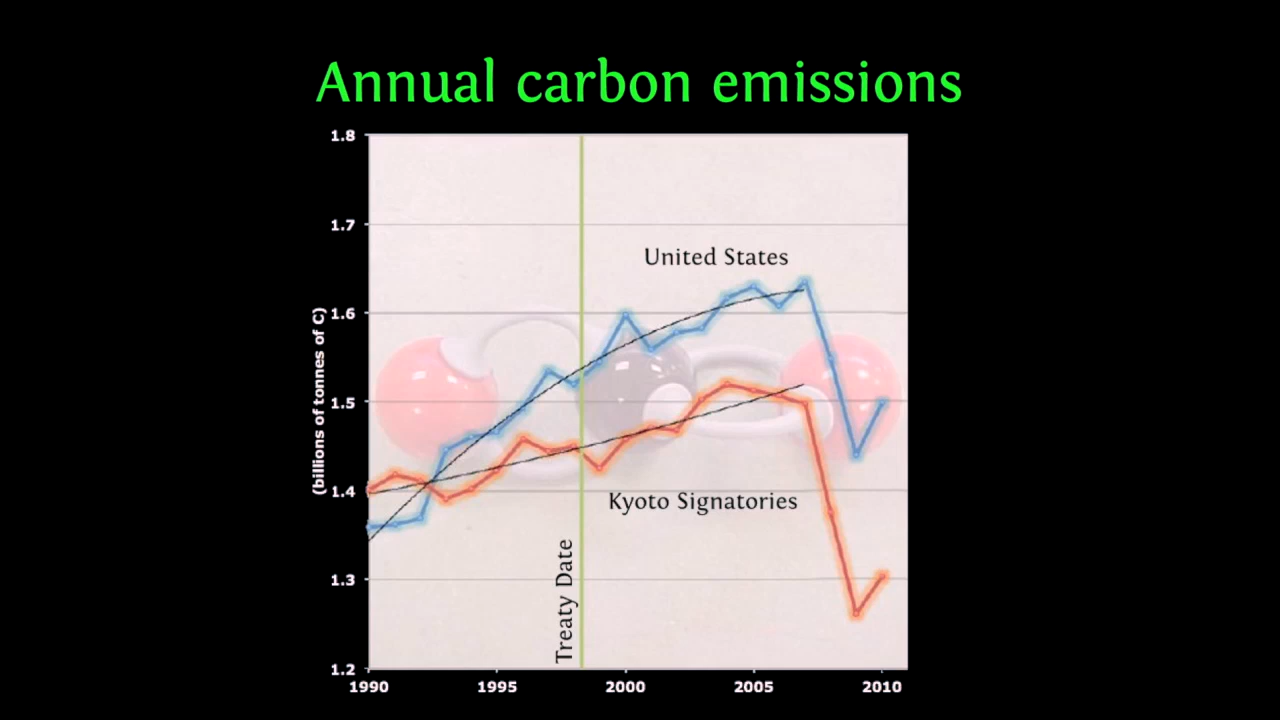 Annual carbon emissions
1.8
1.7
1.6
1.5
1.4
1.3
1.2
(billions of tonnes of C)
United States
Kyoto Signatories
Treaty Date
1990 1995 2000 2005 2010